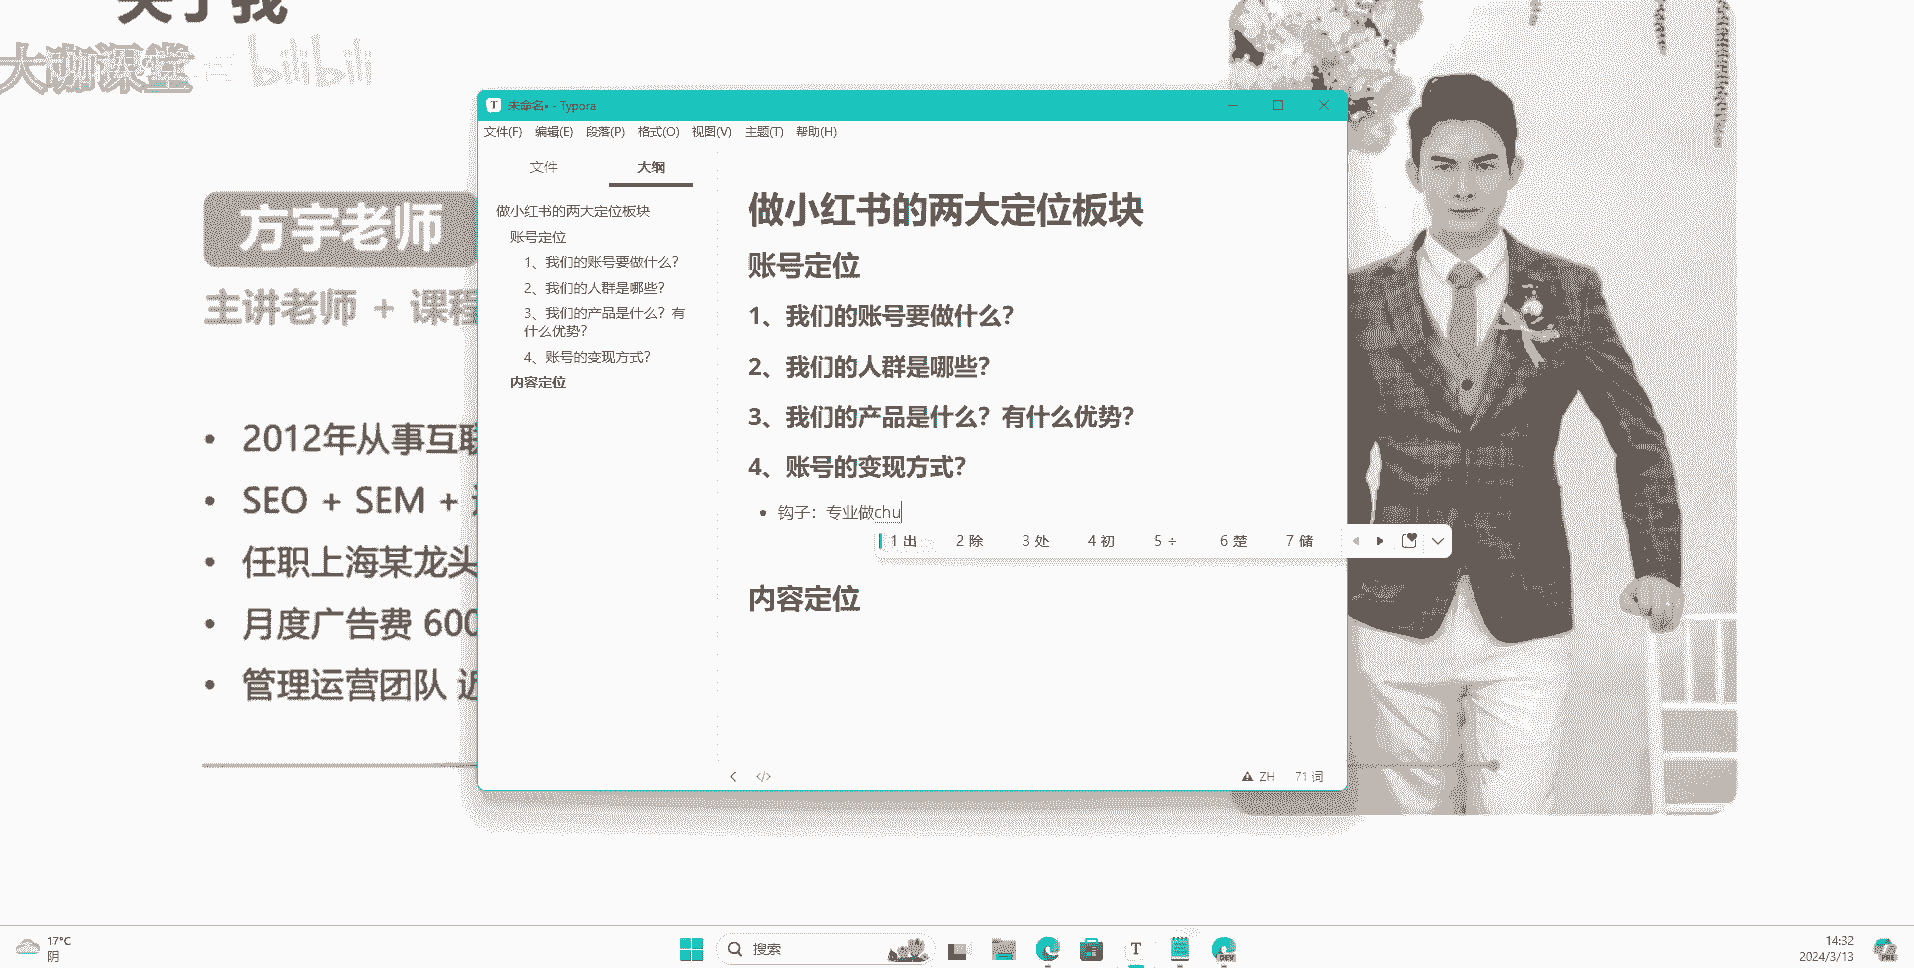 关于我
大咖课堂
bilibili
未命名• - Typora
文件(F) 编辑(E) 段落(P) 格式(O) 视图(V) 主题(T) 帮助(H)
文件 大纲
做小红书的两大定位板块
账号定位
1、我们的账号要做什么？
2、我们的人群是哪些？
3、我们的产品是什么？有
什么优势？
4、账号的变现方式？
内容定位
做小红书的两大定位板块
账号定位
1、我们的账号要做什么？
2、我们的人群是哪些？
3、我们的产品是什么？有什么优势？
4、账号的变现方式？
• 钩子：专业做chu
1 出 2 除 3 处 4 初 5 ÷ 6 楚 7 储
内容定位
ZH 71 词
方宇老师
主讲老师 + 课程
• 2012年从事互联
• SEO + SEM +
• 任职上海某龙头
• 月度广告费 600
• 管理运营团队 近
17°C
阴
搜索
DEV
14:32
2024/3/13
PRE